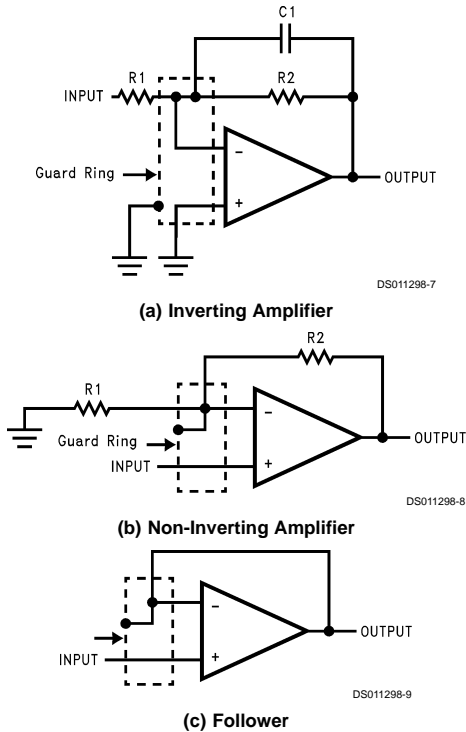 C1
R1
R2
INPUT
Guard Ring
−
+
OUTPUT
DS011298-7
(a) Inverting Amplifier
R2
R1
−
Guard Ring
OUTPUT
INPUT
+
DS011298-8
(b) Non-Inverting Amplifier
−
OUTPUT
INPUT
+
DS011298-9
(c) Follower